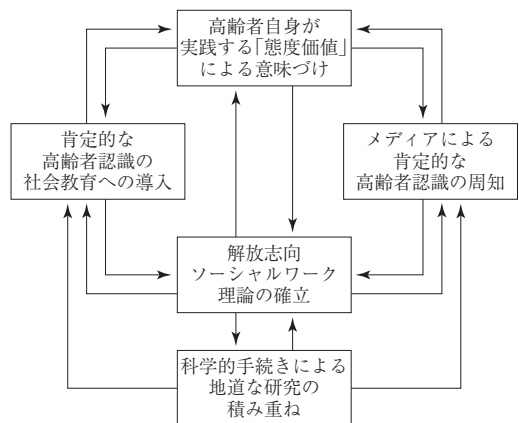 高齢者自身が
実践する「態度価値」
による意味づけ
肯定的な
高齢者認識の
社会教育への導入
メディアによる
肯定的な
高齢者認識の周知
解放志向
ソーシャルワーク
理論の確立
科学的手続きによる
地道な研究の
積み重ね